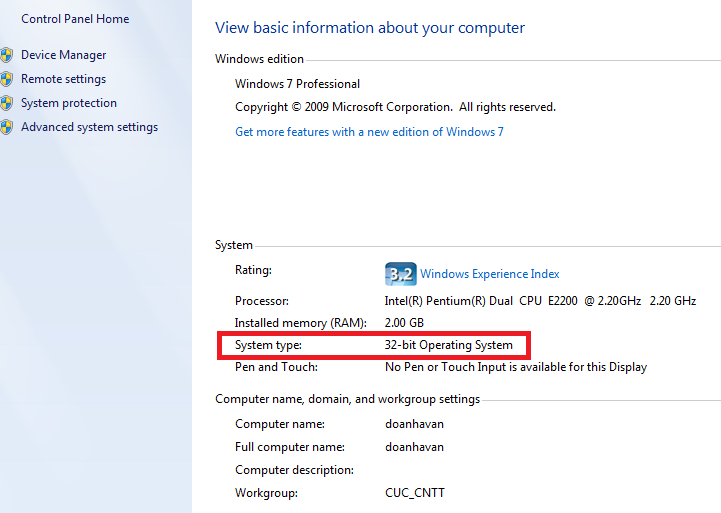 Control Panel Home
Device Manager
Remote settings
System protection
Advanced system settings
View basic information about your computer
Windows edition
Windows 7 Professional
Copyright © 2009 Microsoft Corporation.  All rights reserved.
Get more features with a new edition of Windows 7
System
Rating: 3.2 Windows Experience Index
Processor: Intel(R) Pentium(R) Dual  CPU  E2200  @ 2.20GHz  2.20 GHz
Installed memory (RAM): 2.00 GB
System type: 32-bit Operating System
Pen and Touch: No Pen or Touch Input is available for this Display
Computer name, domain, and workgroup settings
Computer name: doanhavan
Full computer name: doanhavan
Computer description:
Workgroup: CUC_CNTT